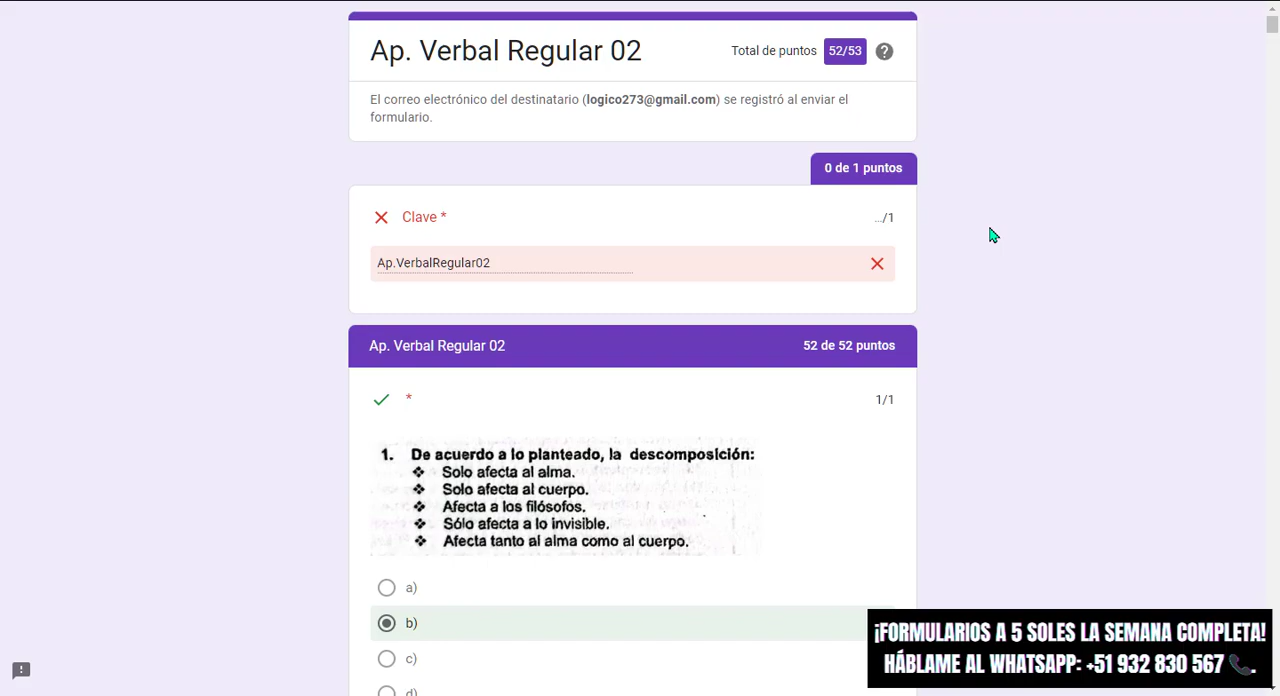 Ap. Verbal Regular 02
Total de puntos 52/53 ?
El correo electrónico del destinatario (logico273@gmail.com) se registró al enviar el
formulario.
0 de 1 puntos
Clave *
.../1
Ap.VerbalRegular02
Ap. Verbal Regular 02
52 de 52 puntos
*
1/1
1. De acuerdo a lo planteado, la descomposición:
Solo afecta al alma.
Solo afecta al cuerpo.
Afecta a los filósofos.
Sólo afecta a lo invisible.
Afecta tanto al alma como al cuerpo.
a)
b)
c)
d)
¡FORMULARIOS A 5 SOLES LA SEMANA COMPLETA!
HÁBLAME AL WHATSAPP: +51 932 830 567 📞.